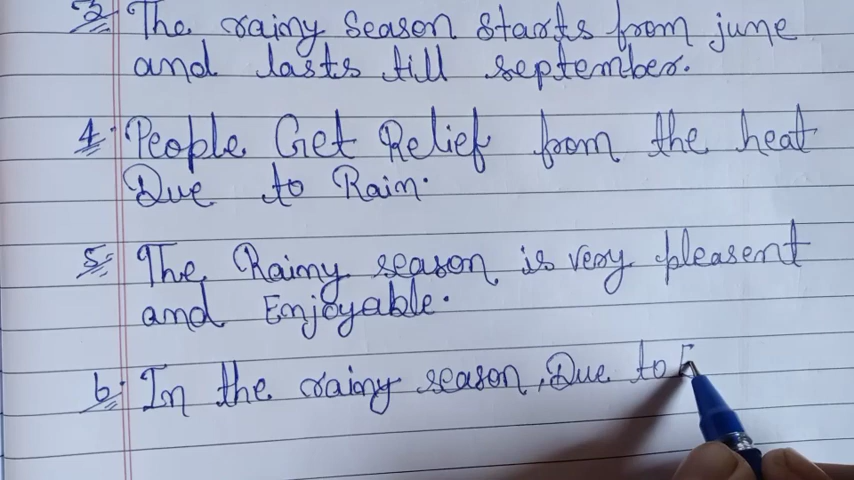 3. The rainy season starts from june
and lasts till september.
4. People Get Relief from the heat
Due to Rain.
5. The Rainy season is very pleasent
and Enjoyable.
6. In the rainy season, Due to